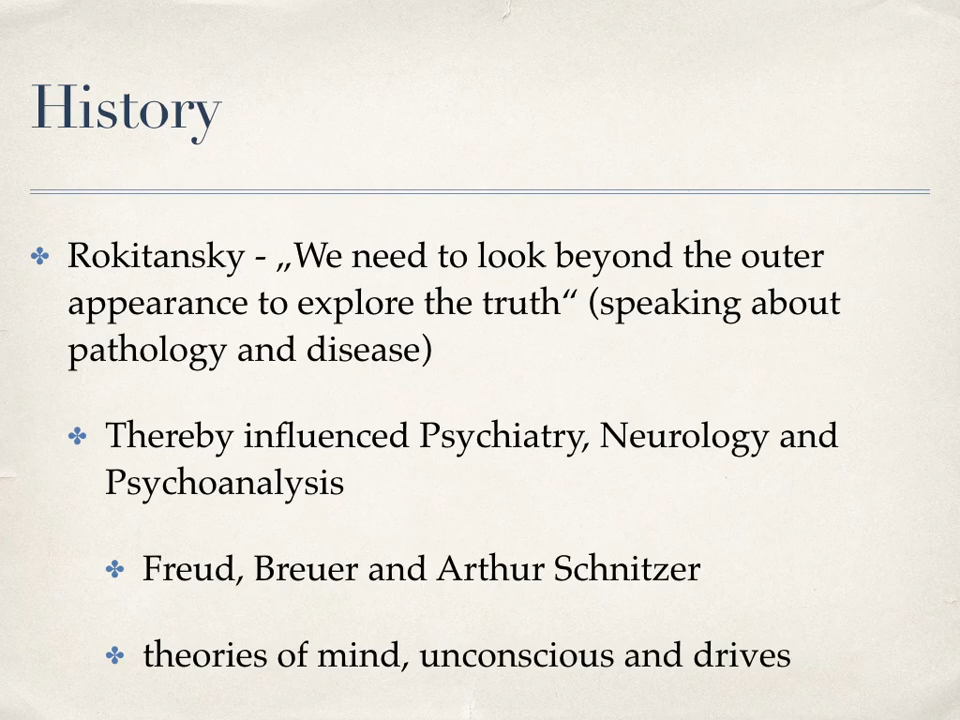 History
Rokitansky - „We need to look beyond the outer
appearance to explore the truth“ (speaking about
pathology and disease)
Thereby influenced Psychiatry, Neurology and
Psychoanalysis
Freud, Breuer and Arthur Schnitzer
theories of mind, unconscious and drives